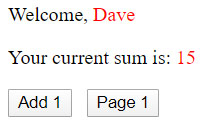 Welcome, Dave
Your current sum is: 15
Add 1 Page 1